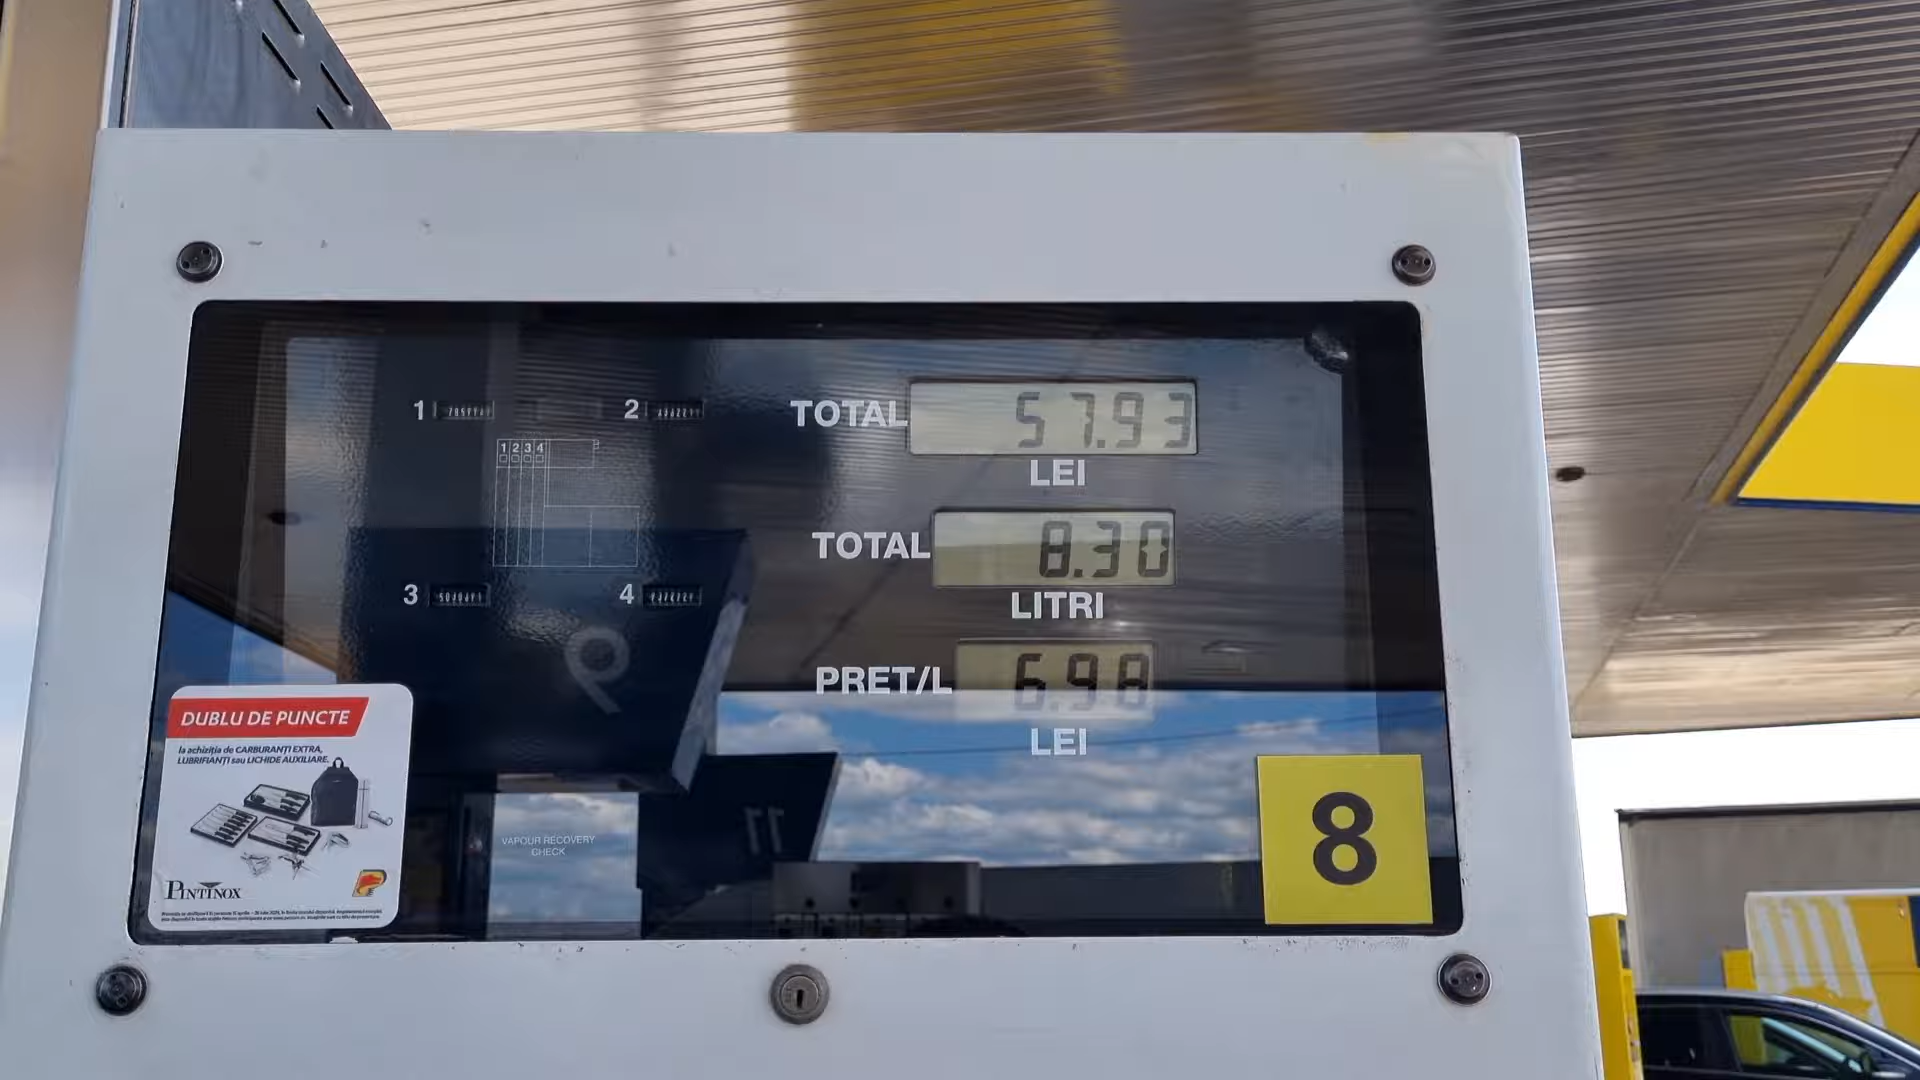 1
2
TOTAL 57.93
LEI
1 2 3 4
TOTAL 8.30
LITRI
3
4
PRET/L 6.98
LEI
DUBLU DE PUNCTE
la achiziția de CARBURANȚI EXTRA,
LUBRIFIANȚI sau LICHIDE AUXILIARE.
PINTINOX
VAPOUR RECOVERY
CHECK
8